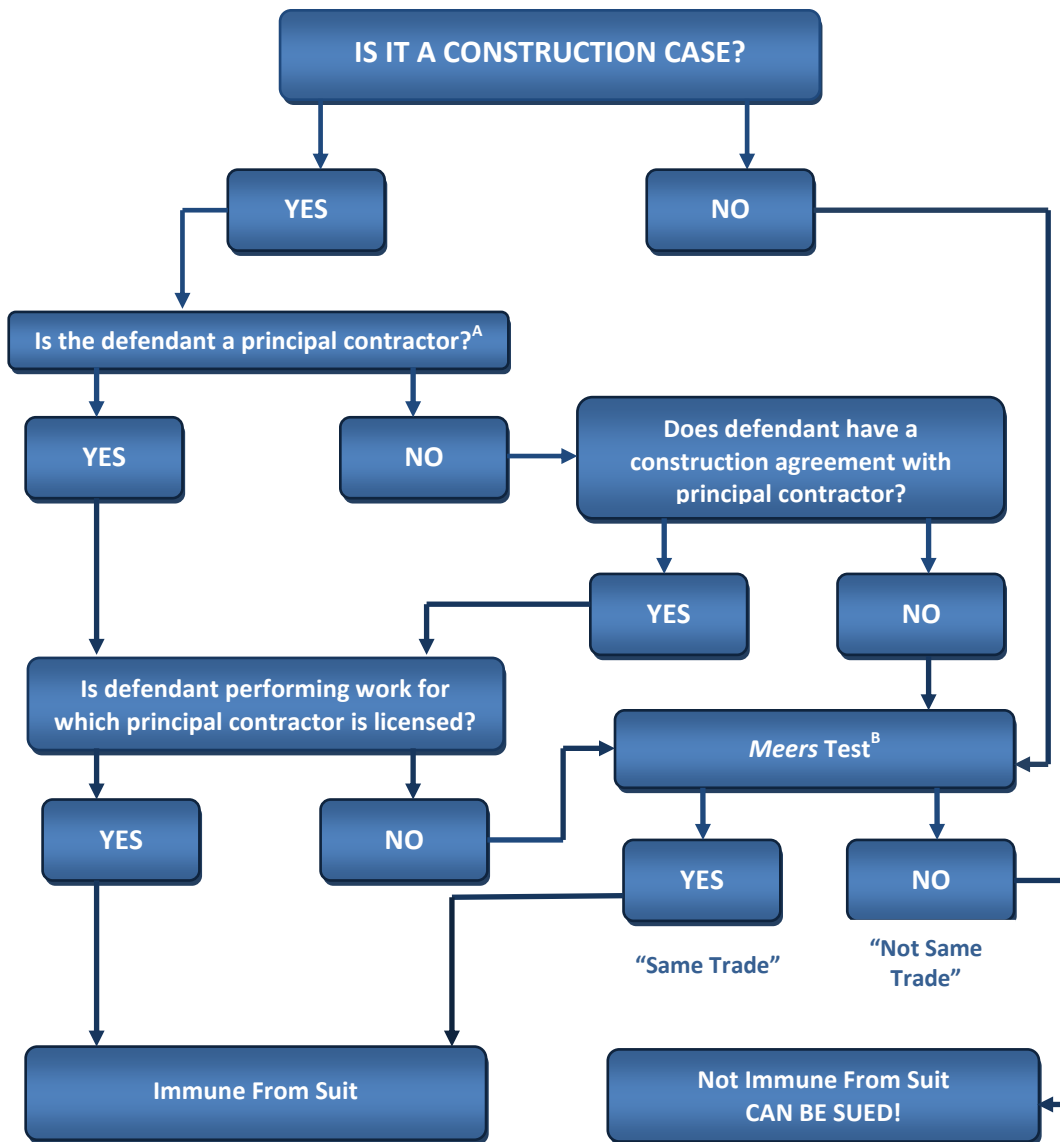 IS IT A CONSTRUCTION CASE?
YES
NO
Is the defendant a principal contractor?A
YES
NO
Does defendant have a
construction agreement with
principal contractor?
YES
NO
Is defendant performing work for
which principal contractor is licensed?
Meers TestB
YES
NO
YES
NO
"Same Trade"
"Not Same
Trade"
Immune From Suit
Not Immune From Suit
CAN BE SUED!